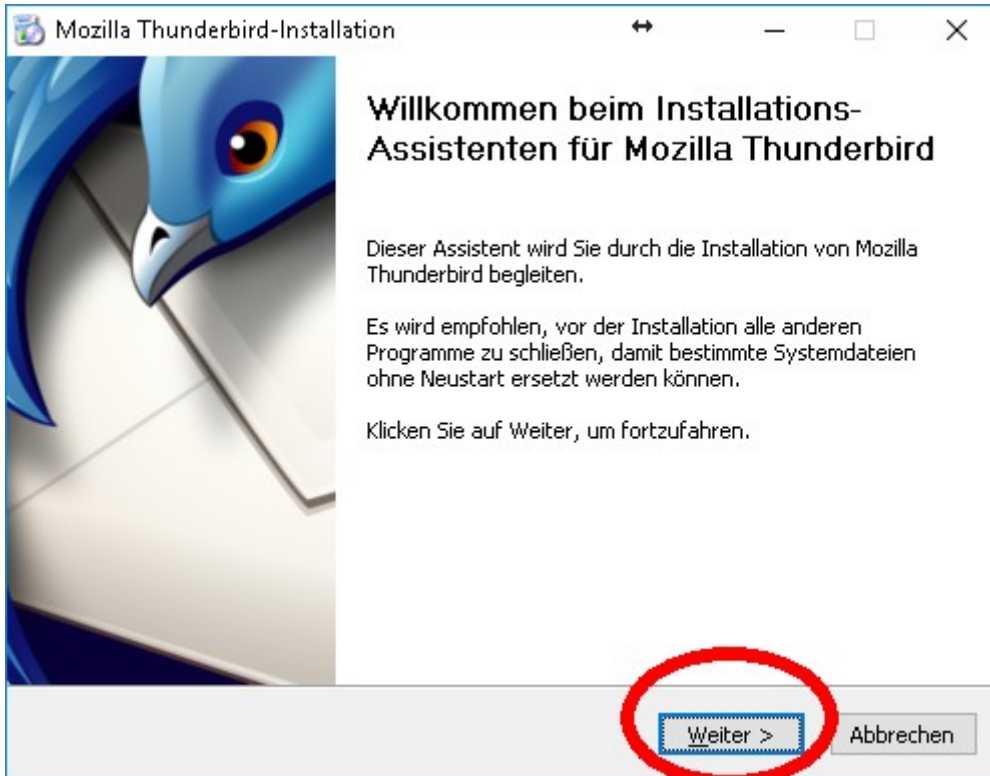 Mozilla Thunderbird-Installation
Willkommen beim Installations-
Assistenten für Mozilla Thunderbird
Dieser Assistent wird Sie durch die Installation von Mozilla
Thunderbird begleiten.
Es wird empfohlen, vor der Installation alle anderen
Programme zu schließen, damit bestimmte Systemdateien
ohne Neustart ersetzt werden können.
Klicken Sie auf Weiter, um fortzufahren.
Weiter >
Abbrechen